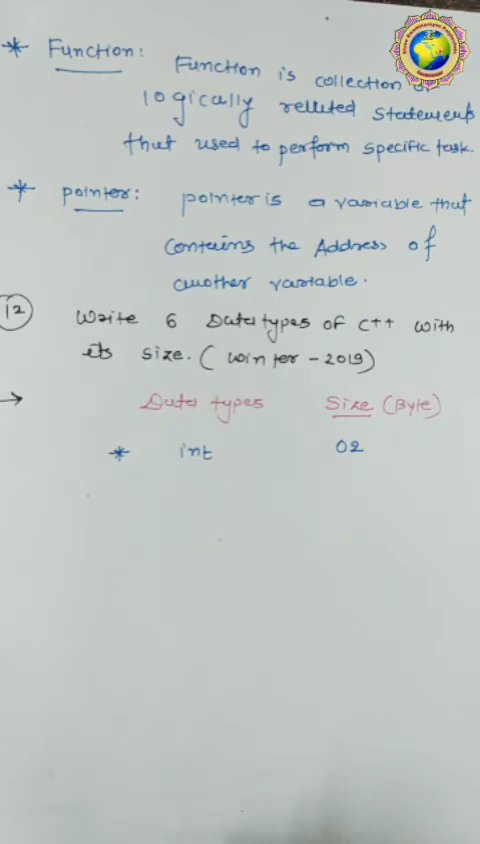 * Function: Function is collection
logically relleted statements
that used to perform specific task.
* pointer: pointer is a variable that
contains the Address of
another variable.
12 Write 6 Data types of C++ with
its size. (Winter - 2019)
→ Data types Size (Byte)
* int 02